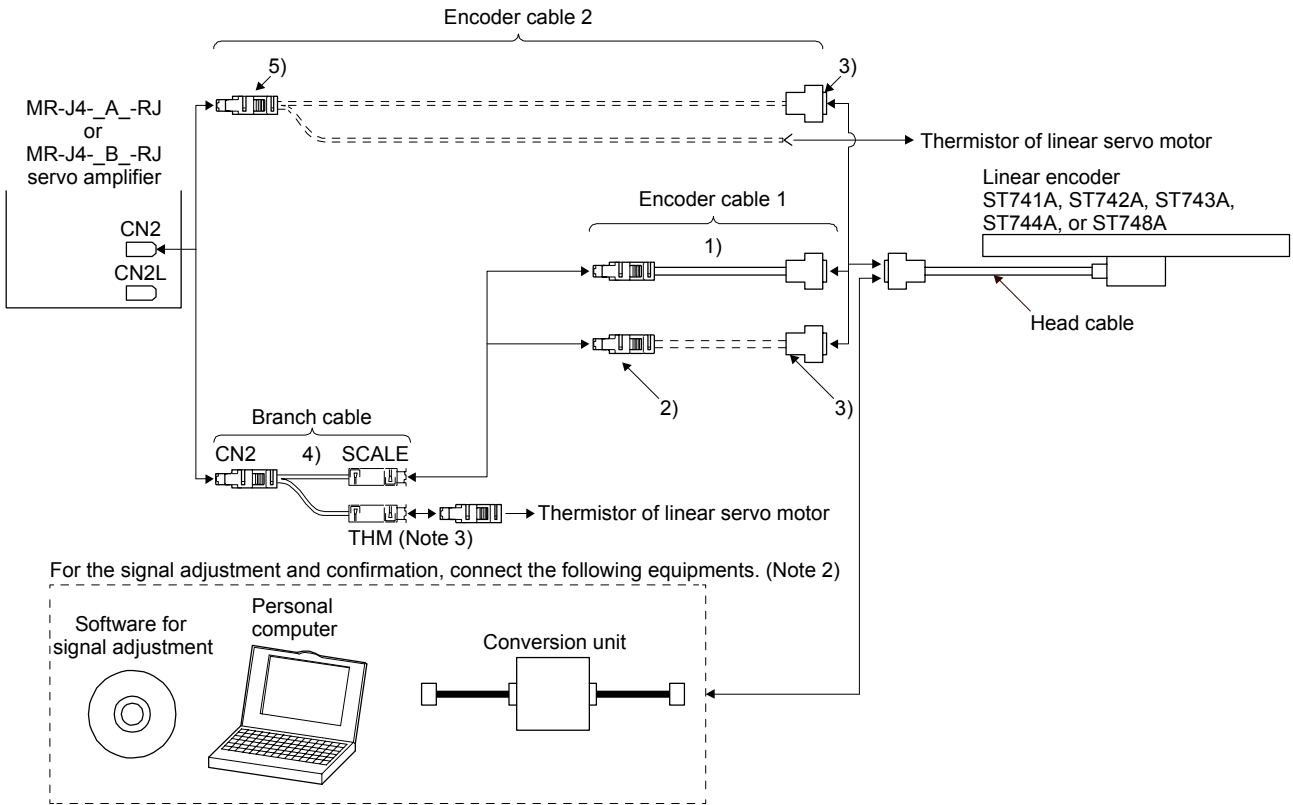 Encoder cable 2
5)
3)
MR-J4-_A_-RJ
or
MR-J4-_B_-RJ
servo amplifier
Thermistor of linear servo motor
Linear encoder
ST741A, ST742A, ST743A,
ST744A, or ST748A
Encoder cable 1
CN2
1)
CN2L
Head cable
2)
3)
Branch cable
CN2
4)
SCALE
Thermistor of linear servo motor
THM (Note 3)
For the signal adjustment and confirmation, connect the following equipments. (Note 2)
Software for
signal adjustment
Personal
computer
Conversion unit